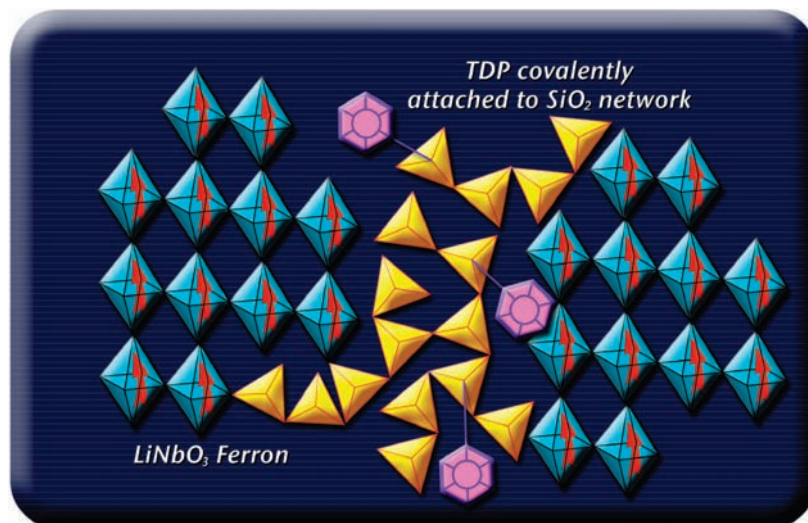 TDP covalently
attached to SiO₂ network
LiNbO₃ Ferron